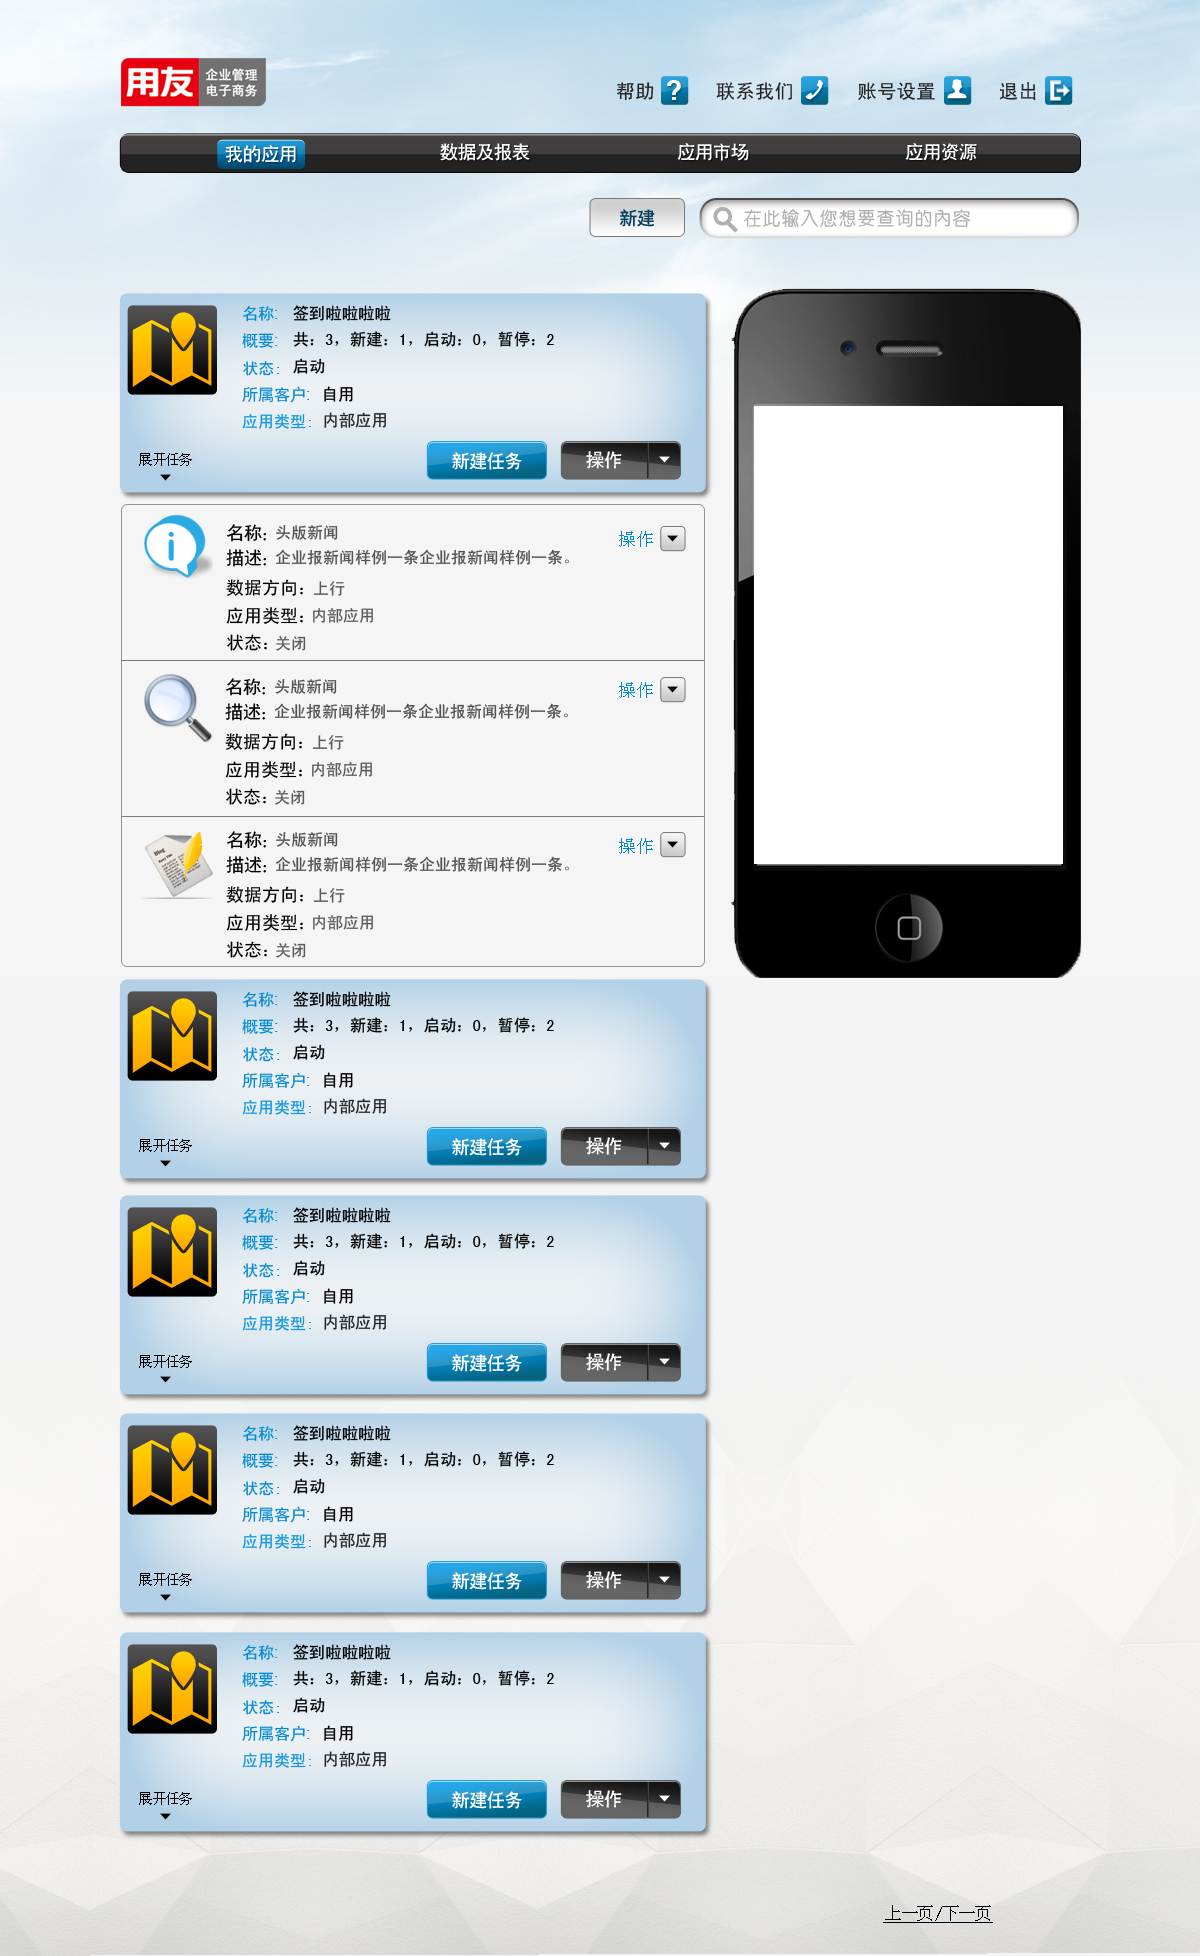 用友 企业管理
电子商务
帮助 ? 联系我们 账号设置 退出
我的应用 数据及报表 应用市场 应用资源
新建 在此输入您想要查询的内容
名称: 签到啦啦啦啦
概要: 共：3，新建：1，启动：0，暂停：2
状态: 启动
所属客户: 自用
应用类型: 内部应用
展开任务 新建任务 操作
名称: 头版新闻 操作
描述: 企业报新闻样例一条企业报新闻样例一条。
数据方向: 上行
应用类型: 内部应用
状态: 关闭
名称: 头版新闻 操作
描述: 企业报新闻样例一条企业报新闻样例一条。
数据方向: 上行
应用类型: 内部应用
状态: 关闭
名称: 头版新闻 操作
描述: 企业报新闻样例一条企业报新闻样例一条。
数据方向: 上行
应用类型: 内部应用
状态: 关闭
名称: 签到啦啦啦啦
概要: 共：3，新建：1，启动：0，暂停：2
状态: 启动
所属客户: 自用
应用类型: 内部应用
展开任务 新建任务 操作
名称: 签到啦啦啦啦
概要: 共：3，新建：1，启动：0，暂停：2
状态: 启动
所属客户: 自用
应用类型: 内部应用
展开任务 新建任务 操作
名称: 签到啦啦啦啦
概要: 共：3，新建：1，启动：0，暂停：2
状态: 启动
所属客户: 自用
应用类型: 内部应用
展开任务 新建任务 操作
名称: 签到啦啦啦啦
概要: 共：3，新建：1，启动：0，暂停：2
状态: 启动
所属客户: 自用
应用类型: 内部应用
展开任务 新建任务 操作
上一页/下一页